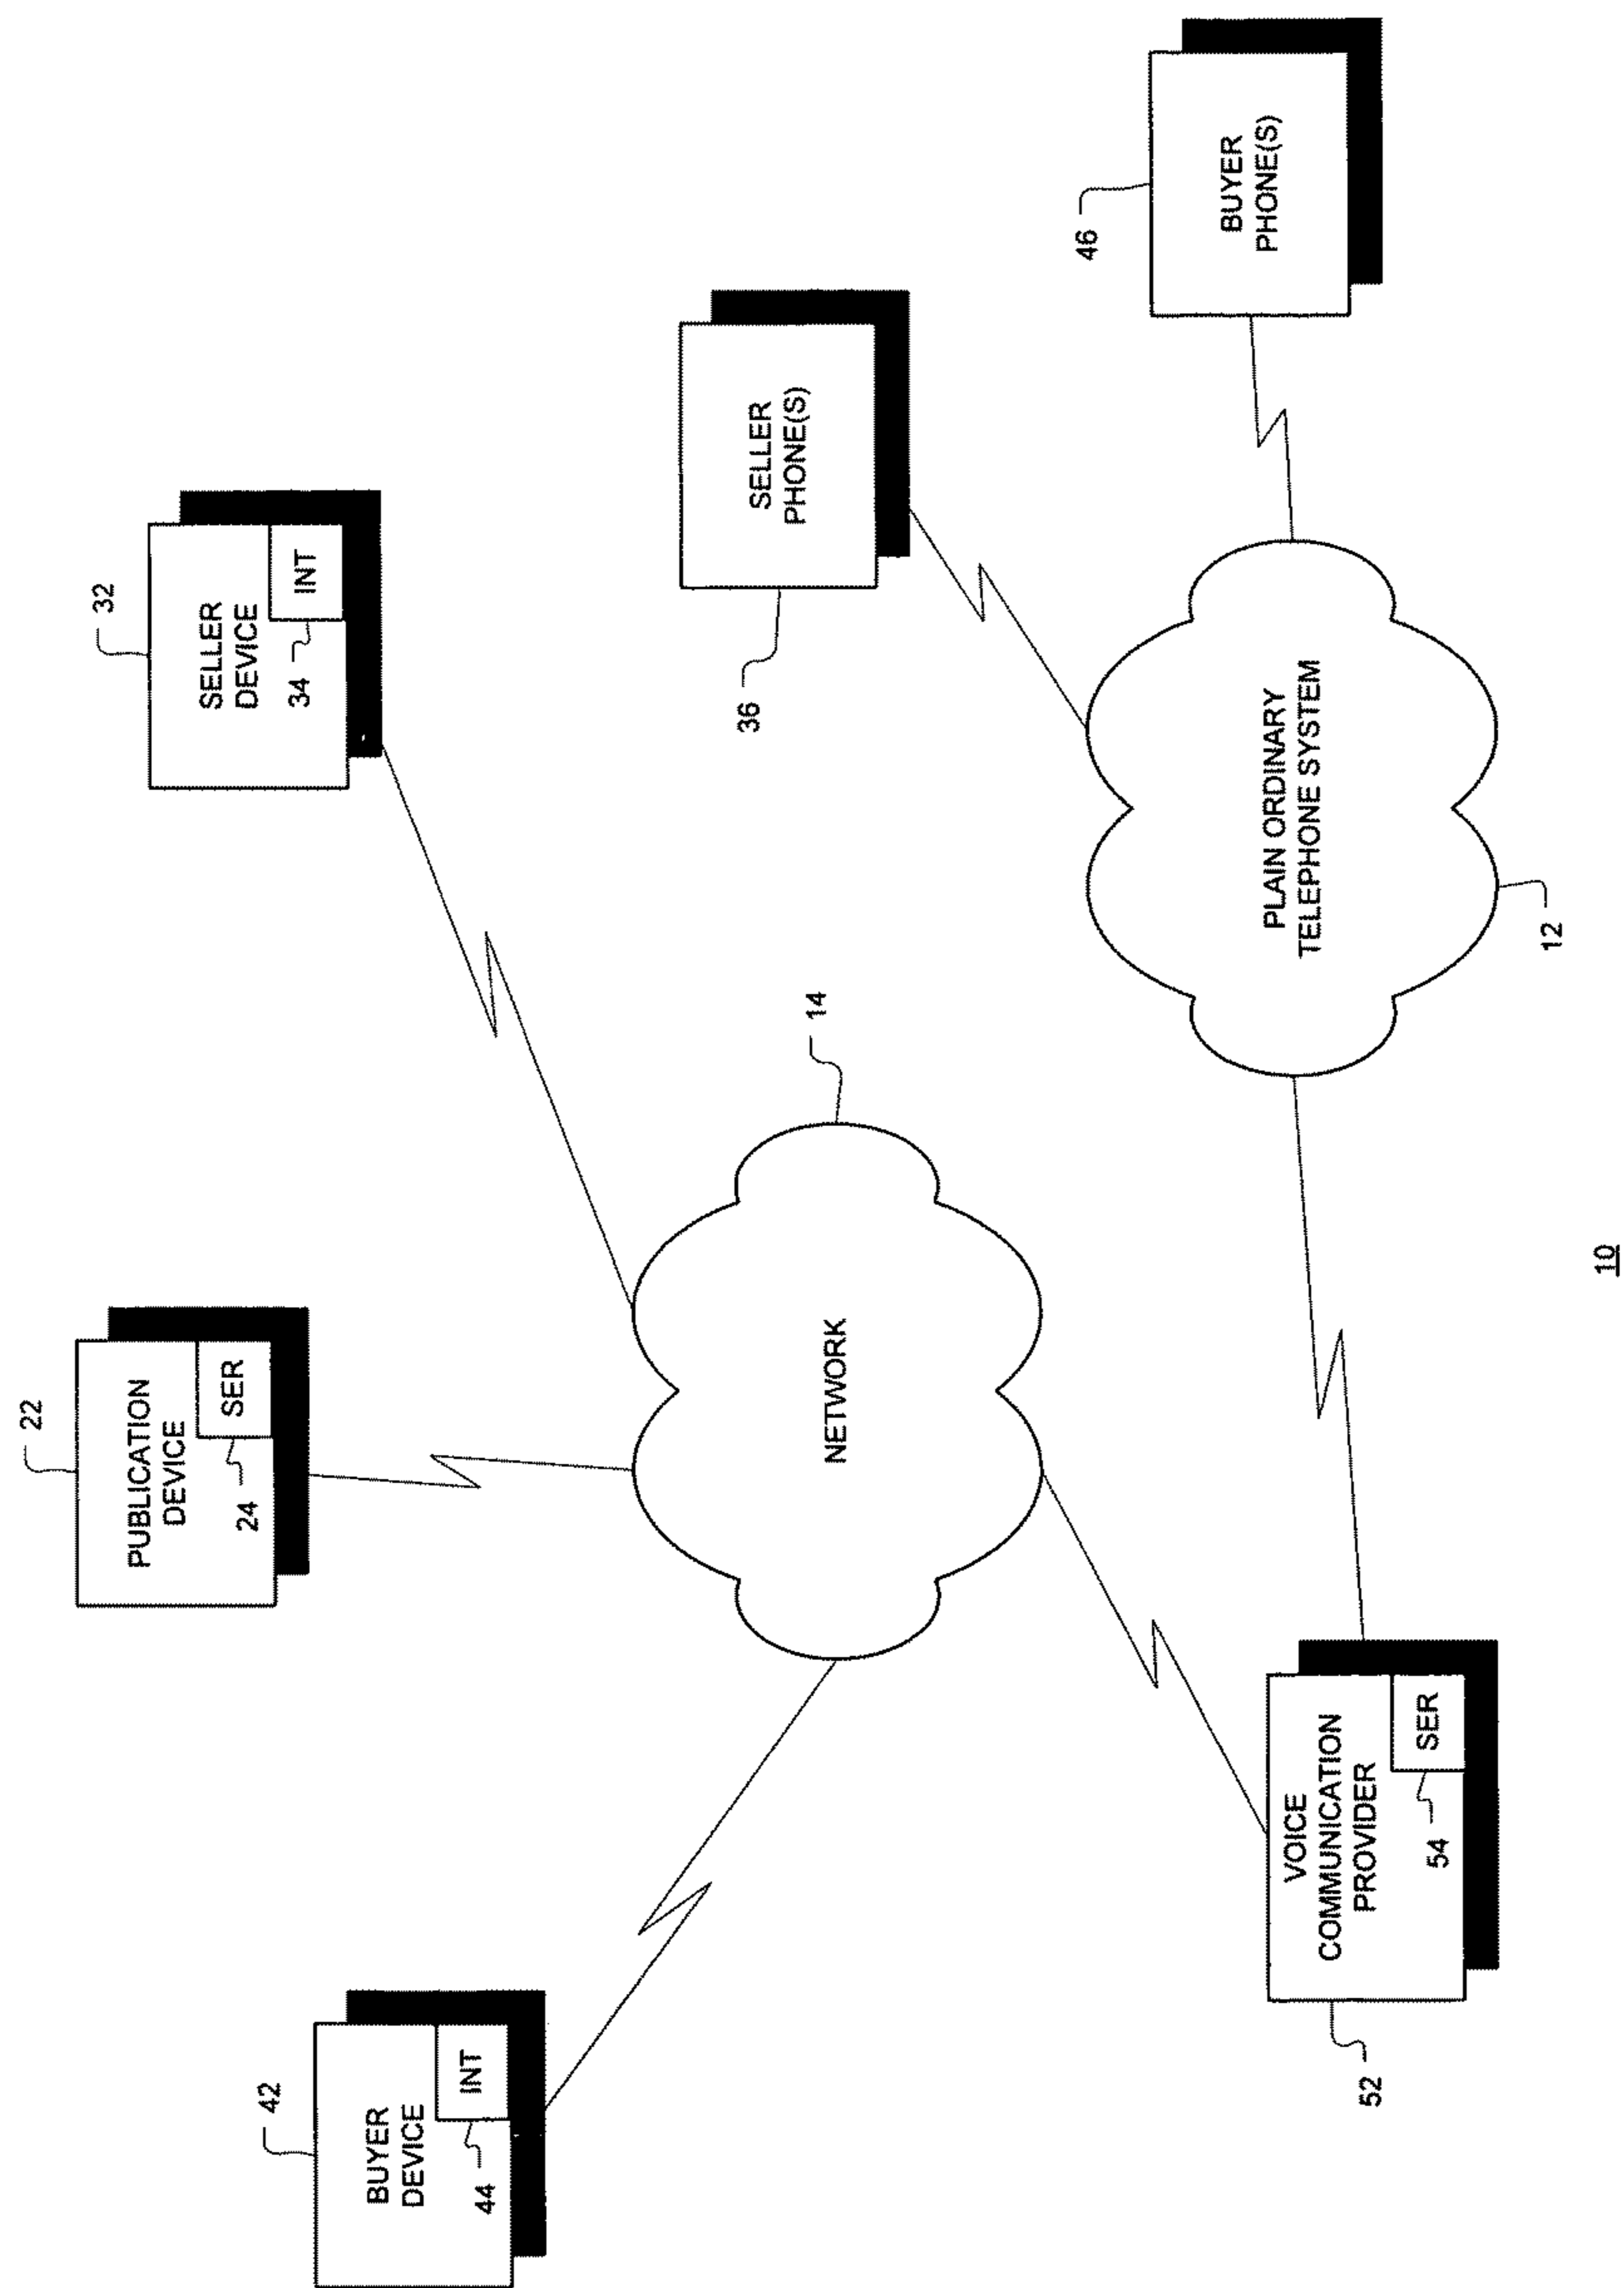 22
PUBLICATION
DEVICE
SER
24
32
SELLER
DEVICE
INT
34
42
BUYER
DEVICE
INT
44
NETWORK
14
SELLER
PHONE(S)
36
46
BUYER
PHONE(S)
VOICE
COMMUNICATION
PROVIDER
SER
54
52
PLAIN ORDINARY
TELEPHONE SYSTEM
12
10